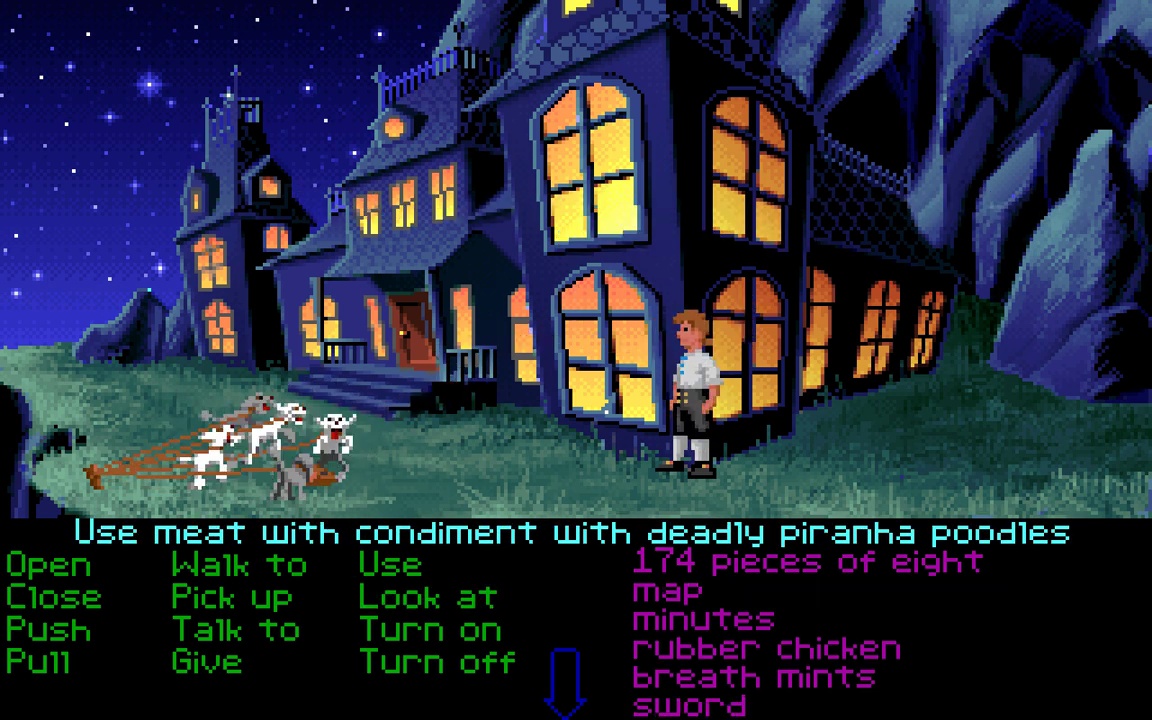 Use meat with condiment with deadly piranha poodles
Open Walk to Use
Close Pick up Look at
Push Talk to Turn on
Pull Give Turn off
174 pieces of eight
map
minutes
rubber chicken
breath mints
sword